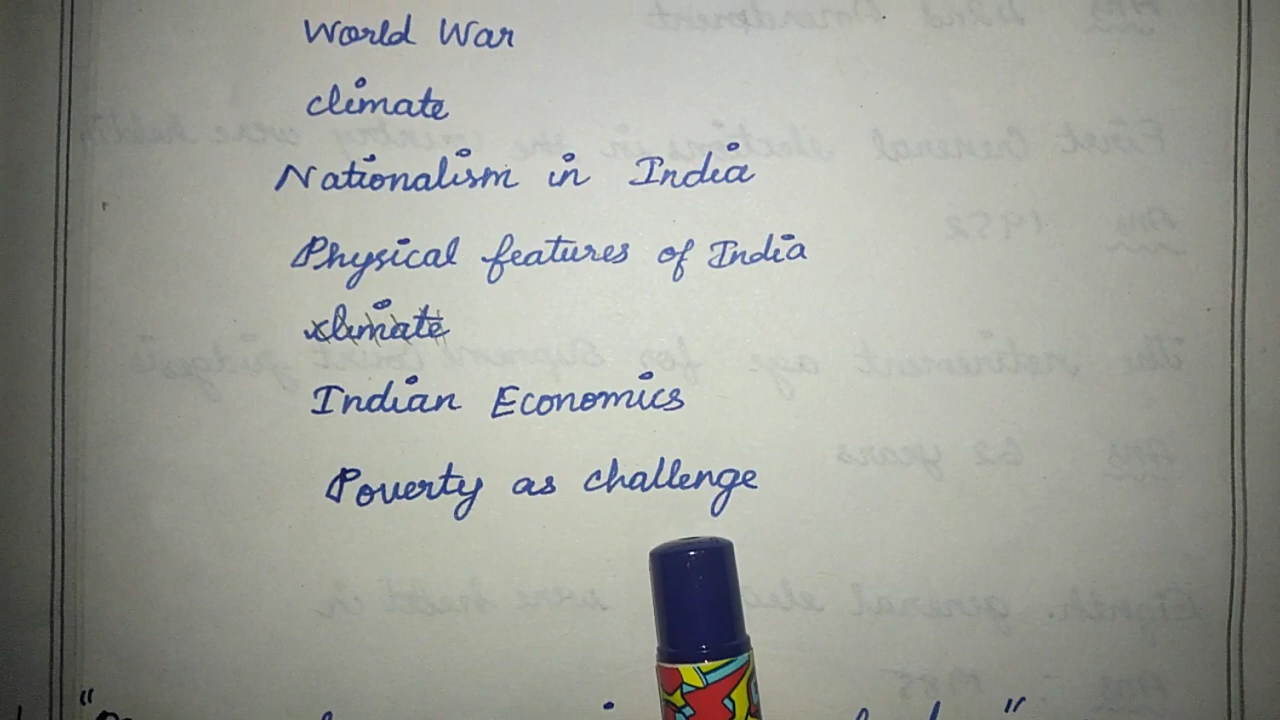 World War
climate
Nationalism in India
Physical features of India
climate
Indian Economics
Poverty as challenge